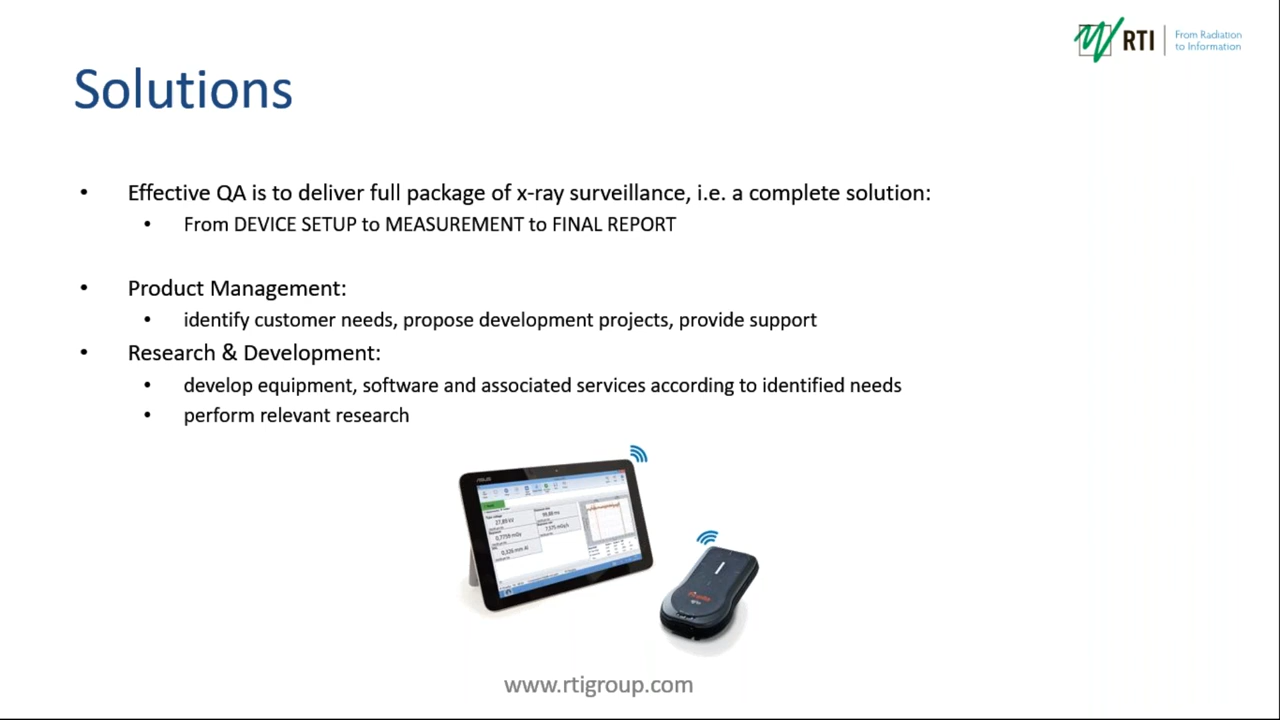 RTI
From Radiation
to Information
Solutions
• Effective QA is to deliver full package of x-ray surveillance, i.e. a complete solution:
• From DEVICE SETUP to MEASUREMENT to FINAL REPORT
• Product Management:
• identify customer needs, propose development projects, provide support
• Research & Development:
• develop equipment, software and associated services according to identified needs
• perform relevant research
ASUS
www.rtigroup.com